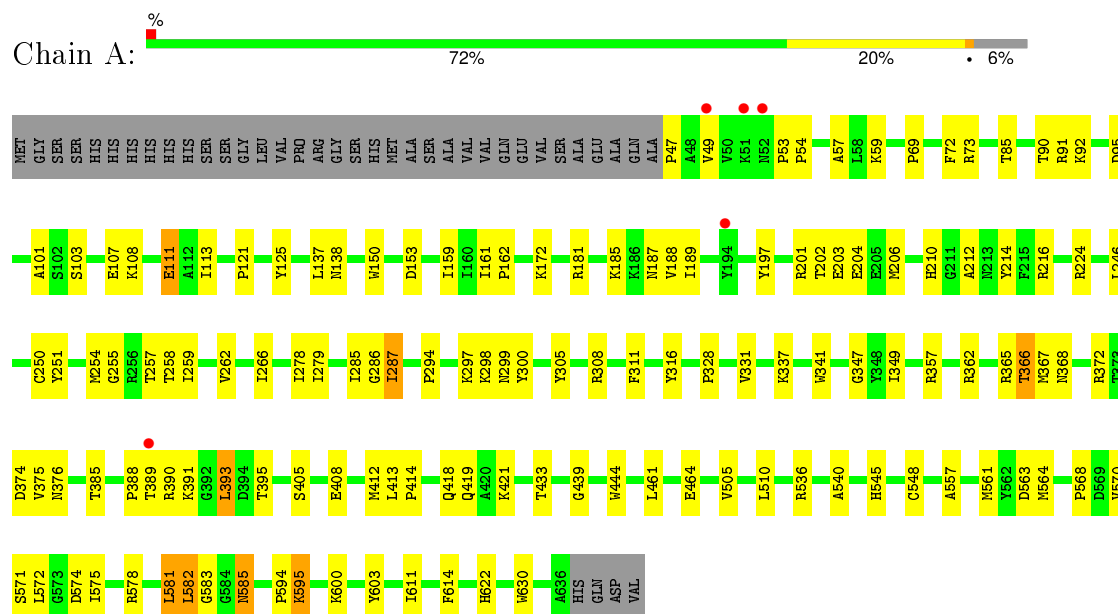 %
Chain A:
72% 20% • 6%
MET GLY SER SER HIS HIS HIS HIS HIS HIS SER SER GLY LEU VAL PRO ARG GLY SER HIS MET ALA SER ALA VAL VAL GLN GLU VAL SER ALA GLU ALA GLN ALA P47 A48 V49 V50 K51 N52 P53 P54 A57 L58 K59 P69 F72 R73 T85 T90 R91 K92 D95
A101 S102 S103 E107 K108 E111 A112 I113 P121 Y125 L137 N138 W150 D153 I159 I160 I161 P162 K172 R181 K185 K186 N187 V188 I189 Y194 Y197 R201 T202 E203 E204 E205 M206 H210 G211 A212 N213 Y214 F215 R216 R224 L246
C250 Y251 M254 G255 R256 T257 T258 I259 V262 I266 I278 I279 I285 G286 I287 P294 K297 K298 N299 Y300 Y305 R308 F311 Y316 P328 V331 K337 W341 G347 Y348 I349 R357 R362 R365 T366 M367 N368 R372 T373
D374 V375 N376 T385 P388 T389 R390 K391 G392 L393 D394 T395 S405 E408 M412 L413 P414 Q418 Q419 A420 K421 T433 G439 W444 L461 E464 V505 L510 R536 A540 H545 C548 A557 M561 Y562 D563 M564 P568 D569 V570
S571 L572 G573 D574 I575 R578 L581 L582 G583 G584 N585 P594 K595 K600 Y603 I611 F614 H622 W630 A636 HIS GLN ASP VAL